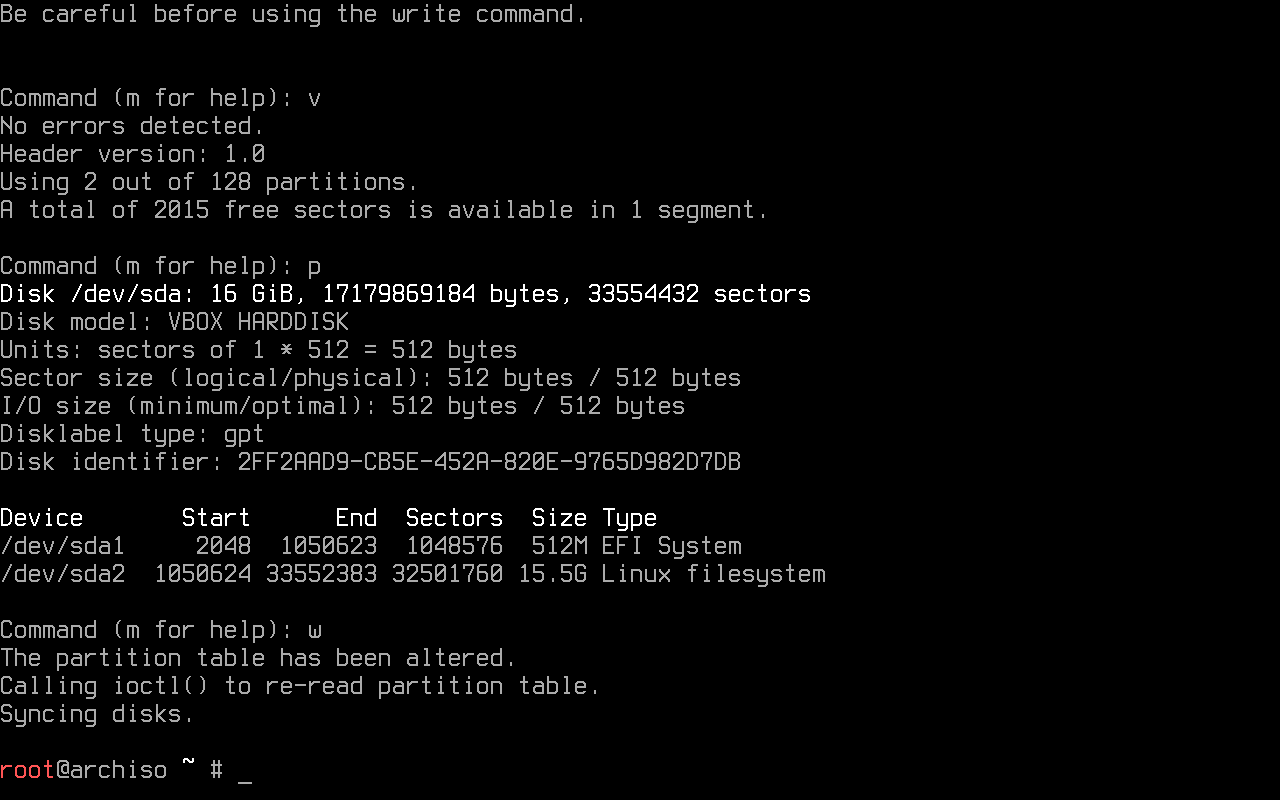 Be careful before using the write command.
Command (m for help): v
No errors detected.
Header version: 1.0
Using 2 out of 128 partitions.
A total of 2015 free sectors is available in 1 segment.
Command (m for help): p
Disk /dev/sda: 16 GiB, 17179869184 bytes, 33554432 sectors
Disk model: VBOX HARDDISK
Units: sectors of 1 * 512 = 512 bytes
Sector size (logical/physical): 512 bytes / 512 bytes
I/O size (minimum/optimal): 512 bytes / 512 bytes
Disklabel type: gpt
Disk identifier: 2FF2AAD9-CB5E-452A-820E-9765D982D7DB
Device       Start      End  Sectors  Size Type
/dev/sda1     2048  1050623  1048576  512M EFI System
/dev/sda2  1050624 33552383 32501760 15.5G Linux filesystem
Command (m for help): w
The partition table has been altered.
Calling ioctl() to re-read partition table.
Syncing disks.
root@archiso ~ # _